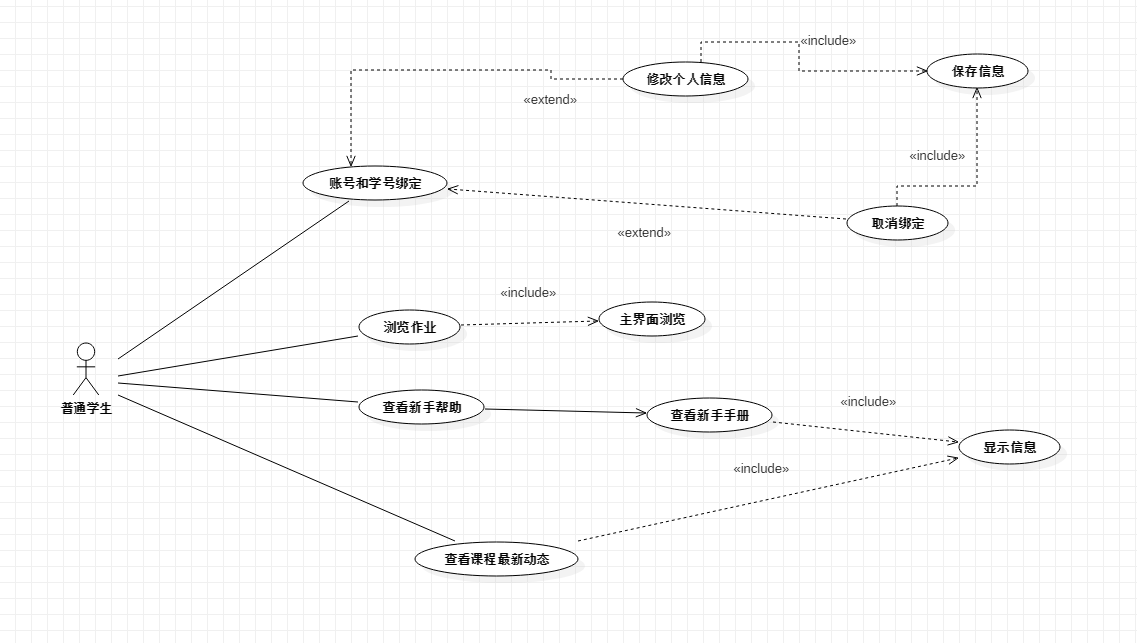 «include»
修改个人信息
保存信息
«extend»
«include»
账号和学号绑定
取消绑定
«extend»
«include»
浏览作业
主界面浏览
普通学生
查看新手帮助
查看新手手册
«include»
显示信息
«include»
查看课程最新动态